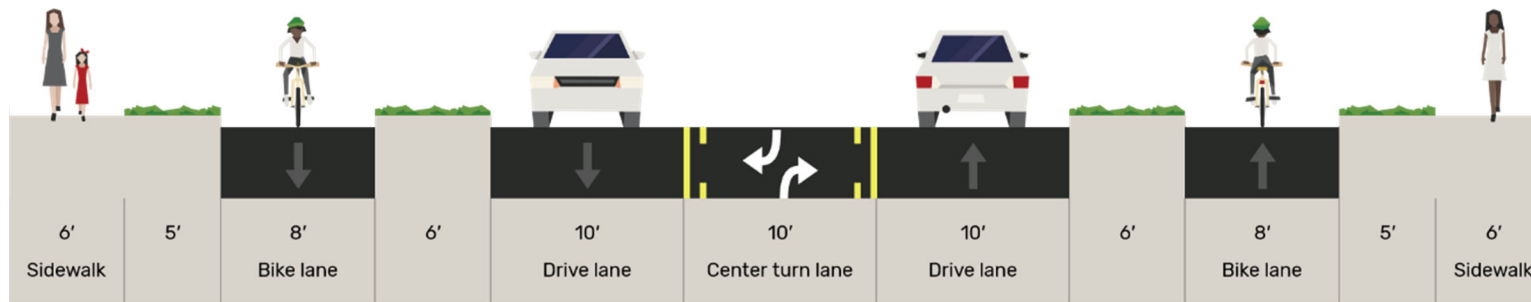 6′ 5′ 8′ 6′ 10′ 10′ 10′ 6′ 8′ 5′ 6′
Sidewalk Bike lane Drive lane Center turn lane Drive lane Bike lane Sidewalk